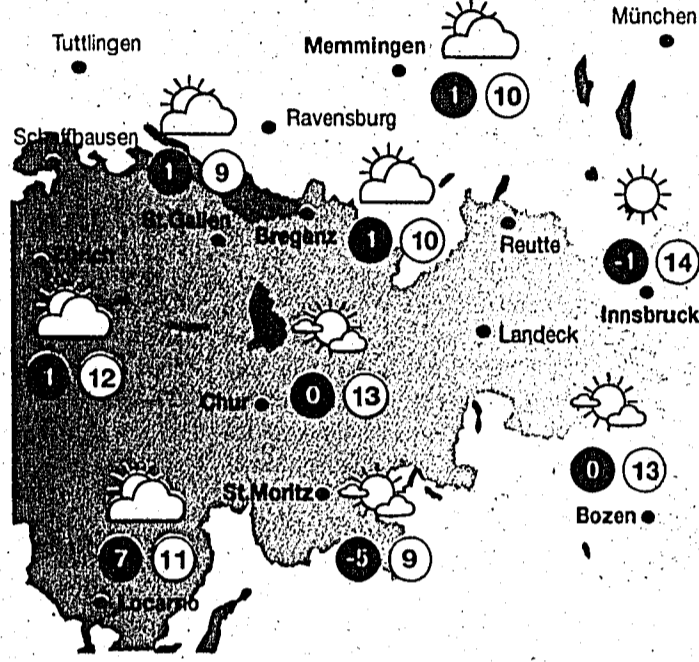 München
Tuttlingen
Memmingen
1 10
Ravensburg
Schaffhausen
1 9
St.Gallen
Bregenz
1 10
Reutte
Zürich
-1 14
Innsbruck
Landeck
1 12
Chur
0 13
0 13
St.Moritz
Bozen
7 11
-5 9
Locarno